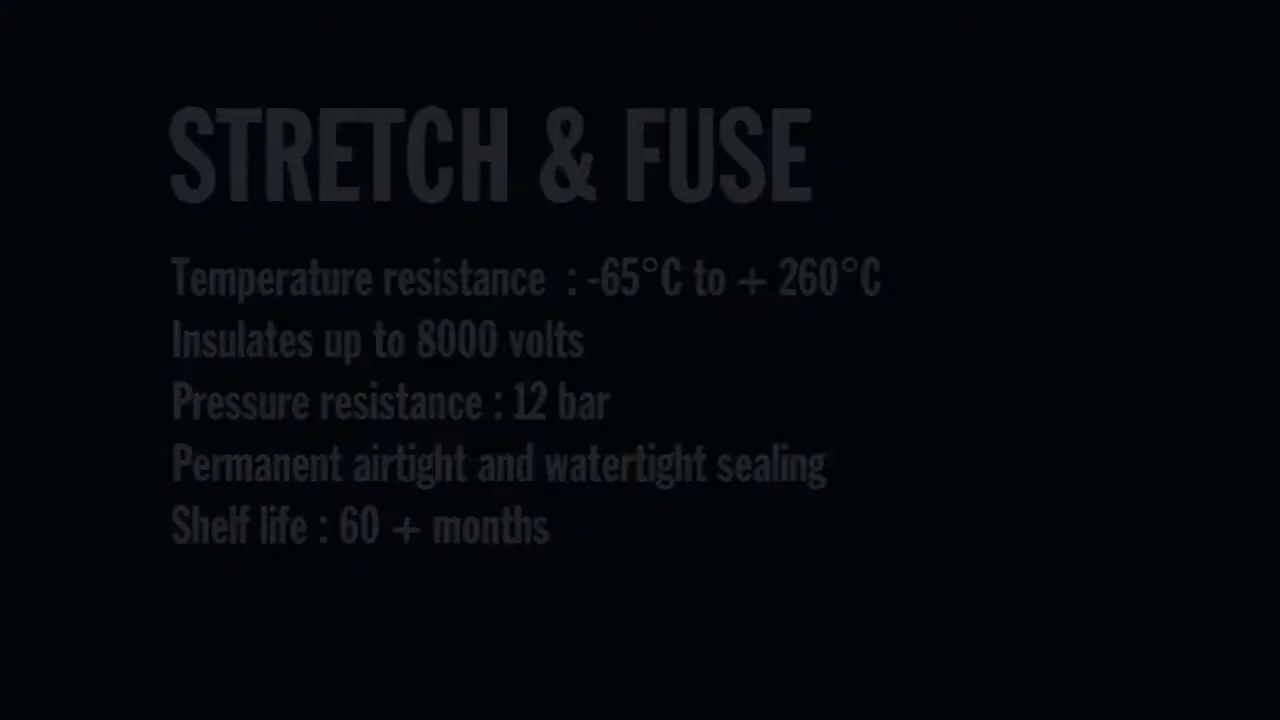 STRETCH & FUSE
Temperature resistance : -65°C to + 260°C
Insulates up to 8000 volts
Pressure resistance : 12 bar
Permanent airtight and watertight sealing
Shelf life : 60 + months